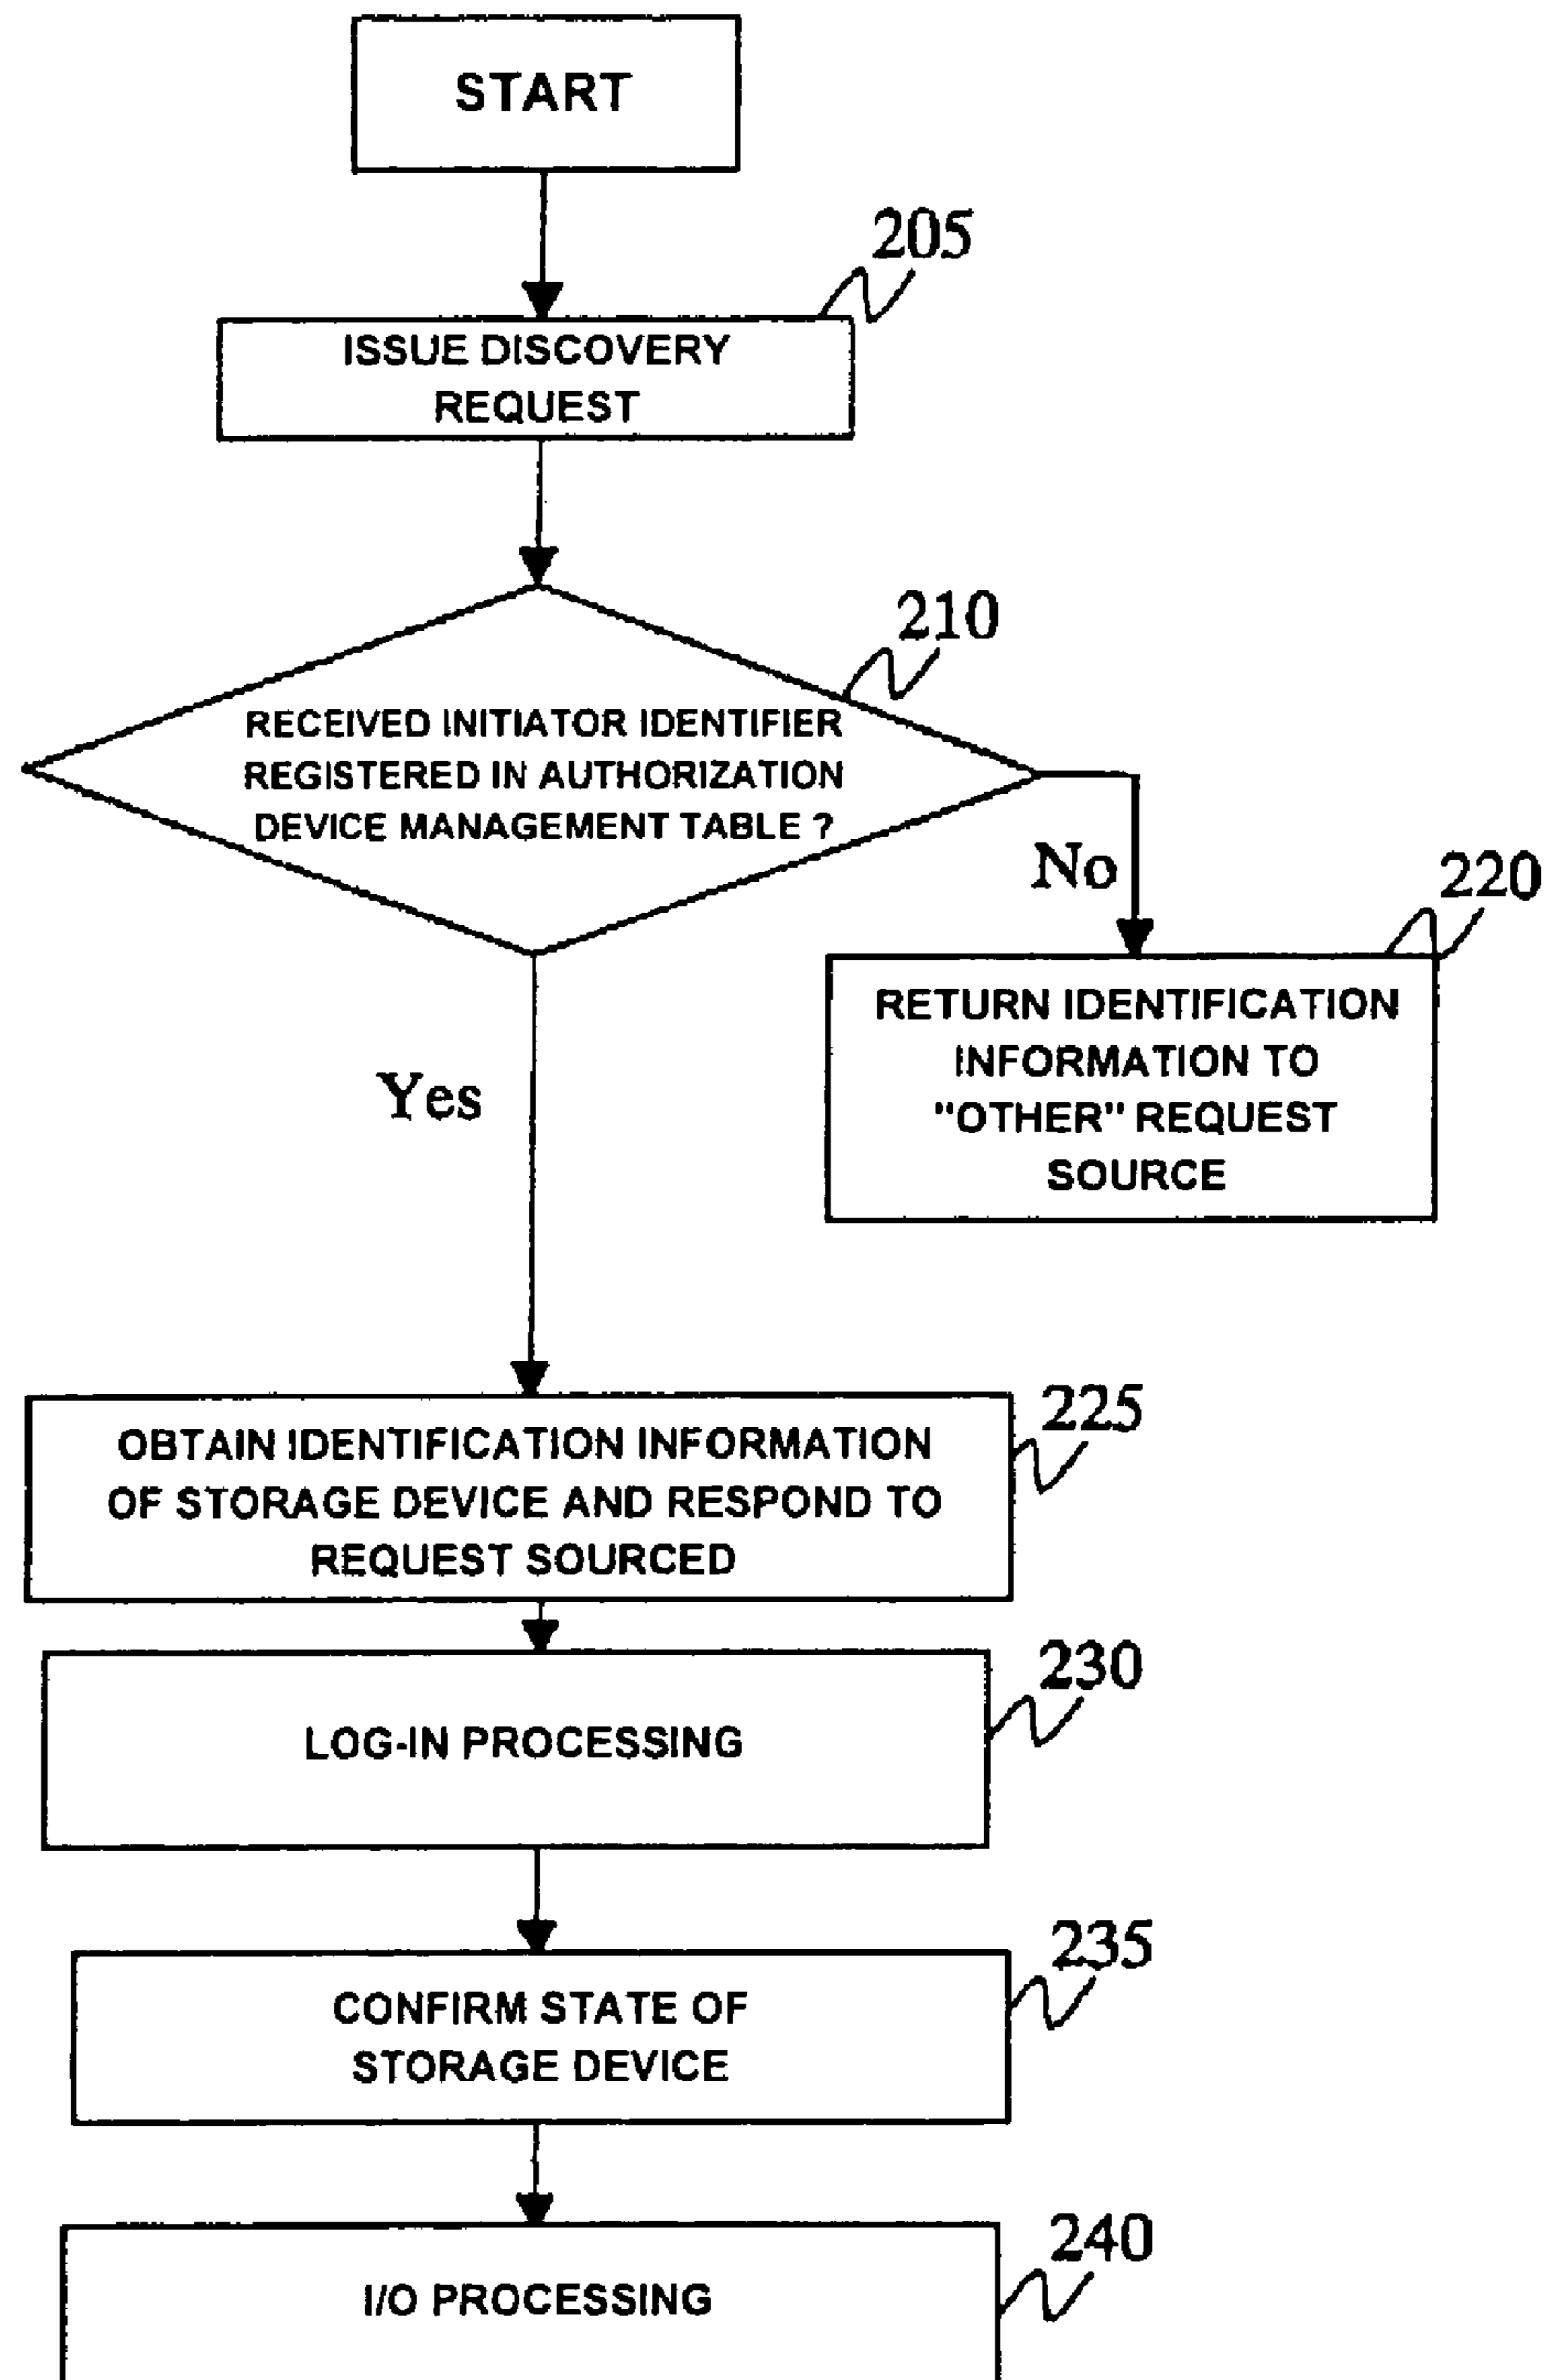 START
205
ISSUE DISCOVERY
REQUEST
210
RECEIVED INITIATOR IDENTIFIER
REGISTERED IN AUTHORIZATION
DEVICE MANAGEMENT TABLE ?
No
220
RETURN IDENTIFICATION
INFORMATION TO
"OTHER" REQUEST
SOURCE
Yes
225
OBTAIN IDENTIFICATION INFORMATION
OF STORAGE DEVICE AND RESPOND TO
REQUEST SOURCED
230
LOG-IN PROCESSING
235
CONFIRM STATE OF
STORAGE DEVICE
240
I/O PROCESSING